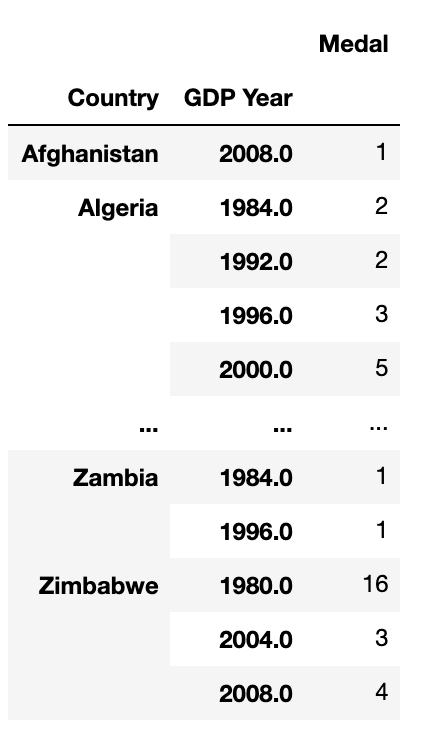 Medal
Country GDP Year
Afghanistan 2008.0 1
Algeria 1984.0 2
1992.0 2
1996.0 3
2000.0 5
... ... ...
Zambia 1984.0 1
1996.0 1
Zimbabwe 1980.0 16
2004.0 3
2008.0 4